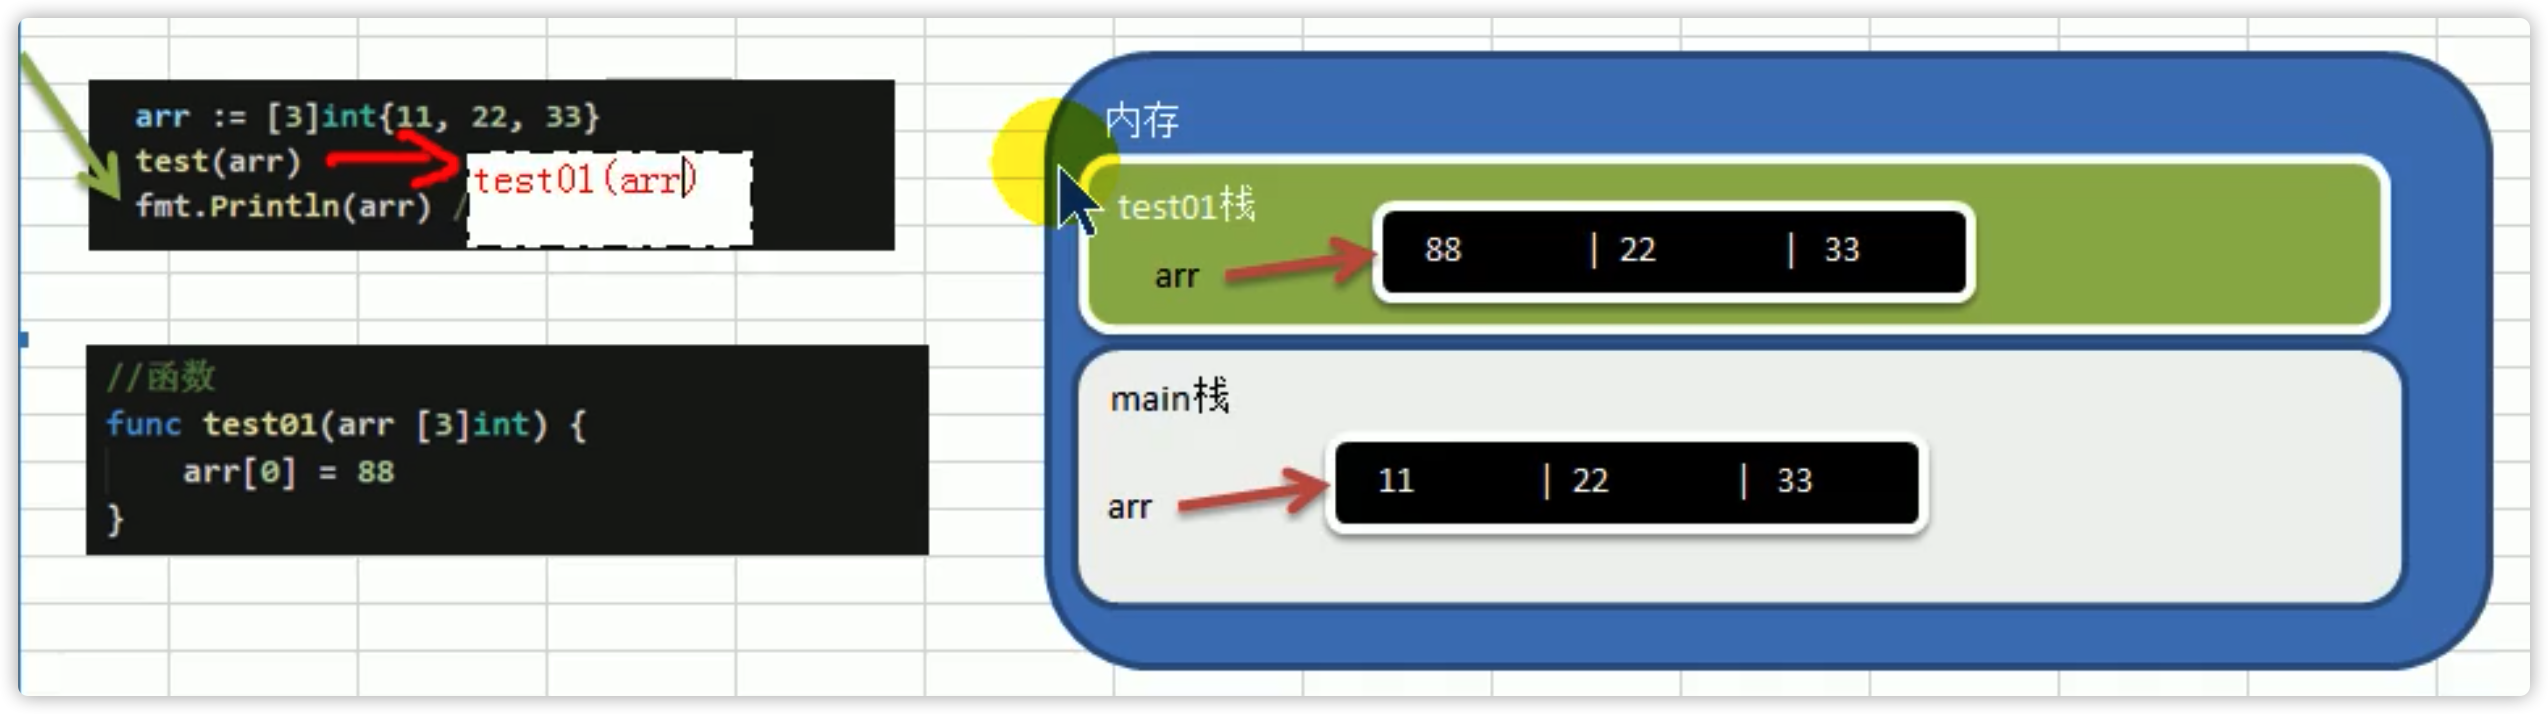 arr := [3]int{11, 22, 33}
test(arr)
test01(arr)
fmt.Println(arr) /
//函数
func test01(arr [3]int) {
arr[0] = 88
}
内存
test01栈
arr
88 | 22 | 33
main栈
arr
11 | 22 | 33